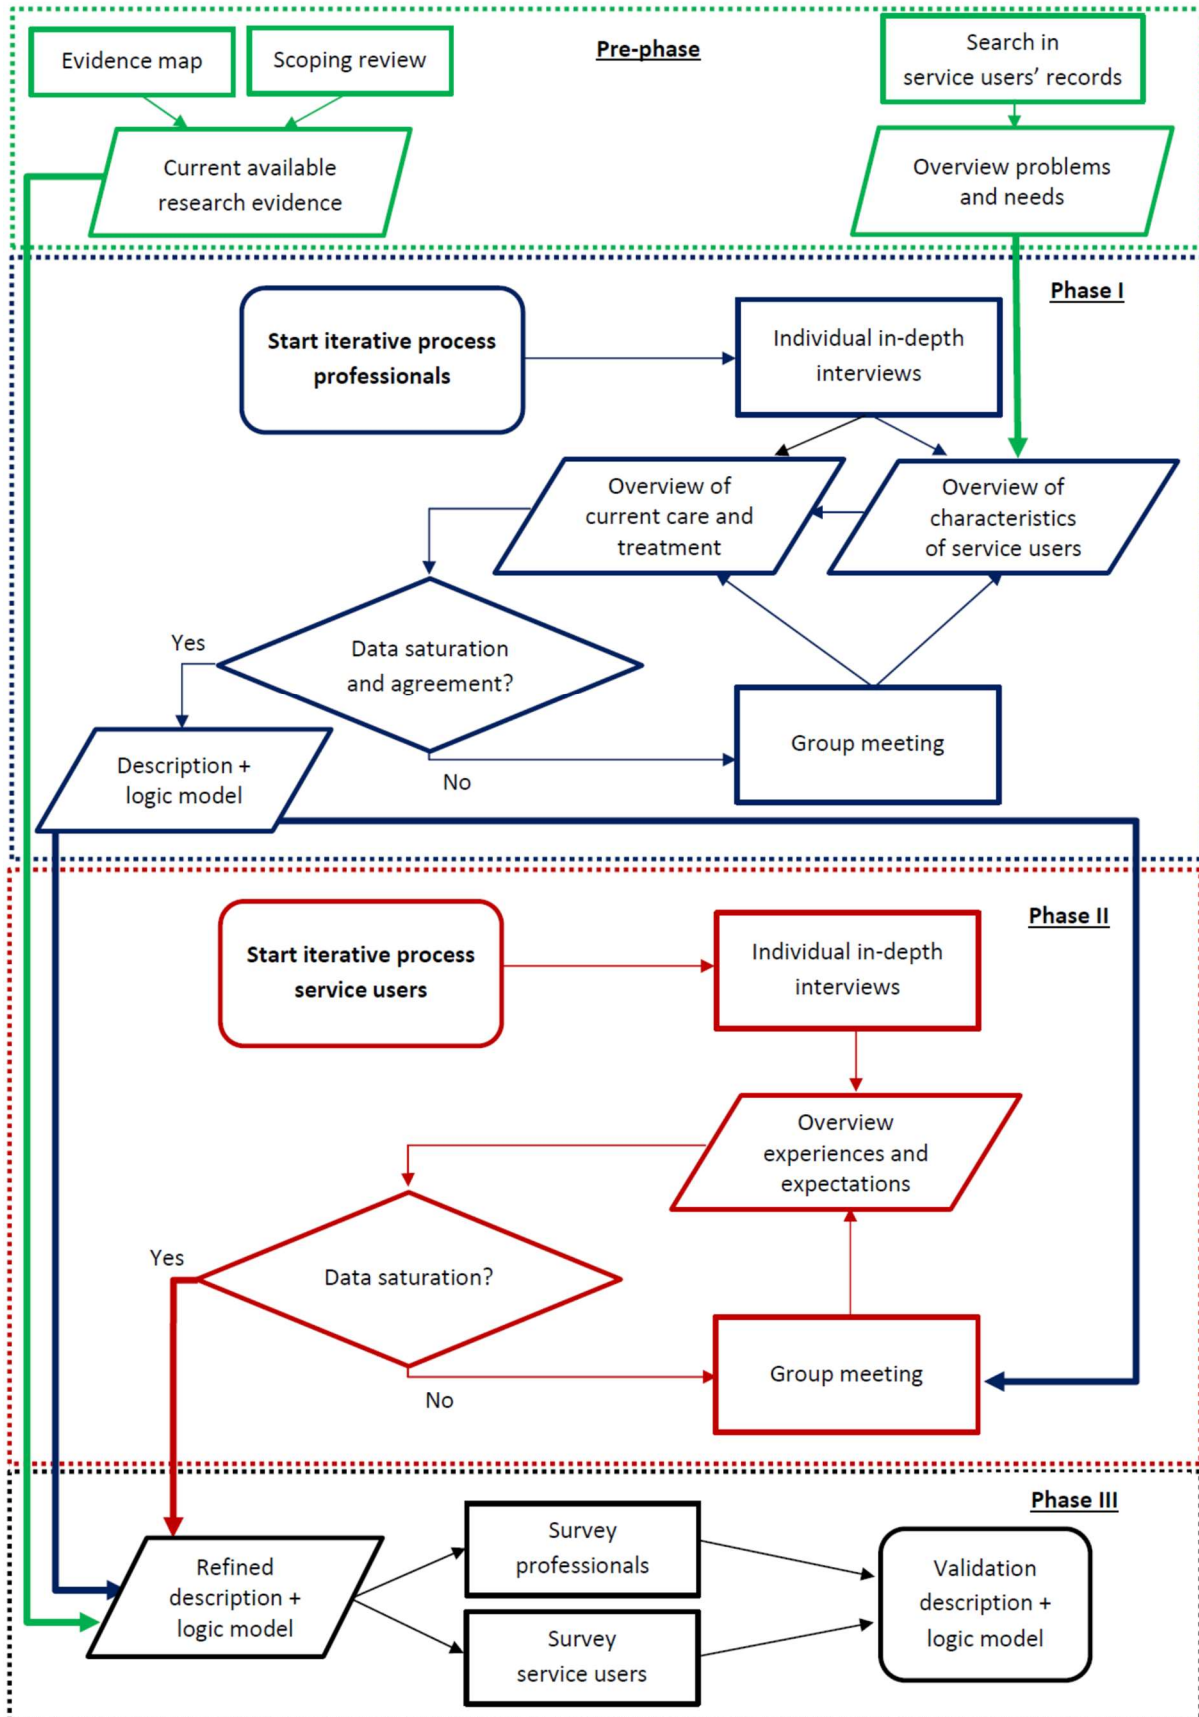 Pre-phase
Evidence map
Scoping review
Search in
service users’ records
Current available
research evidence
Overview problems
and needs
Phase I
Start iterative process
professionals
Individual in-depth
interviews
Overview of
current care and
treatment
Overview of
characteristics
of service users
Yes
Data saturation
and agreement?
Group meeting
No
Description +
logic model
Phase II
Start iterative process
service users
Individual in-depth
interviews
Overview
experiences and
expectations
Yes
Data saturation?
Group meeting
No
Phase III
Refined
description +
logic model
Survey
professionals
Survey
service users
Validation
description +
logic model